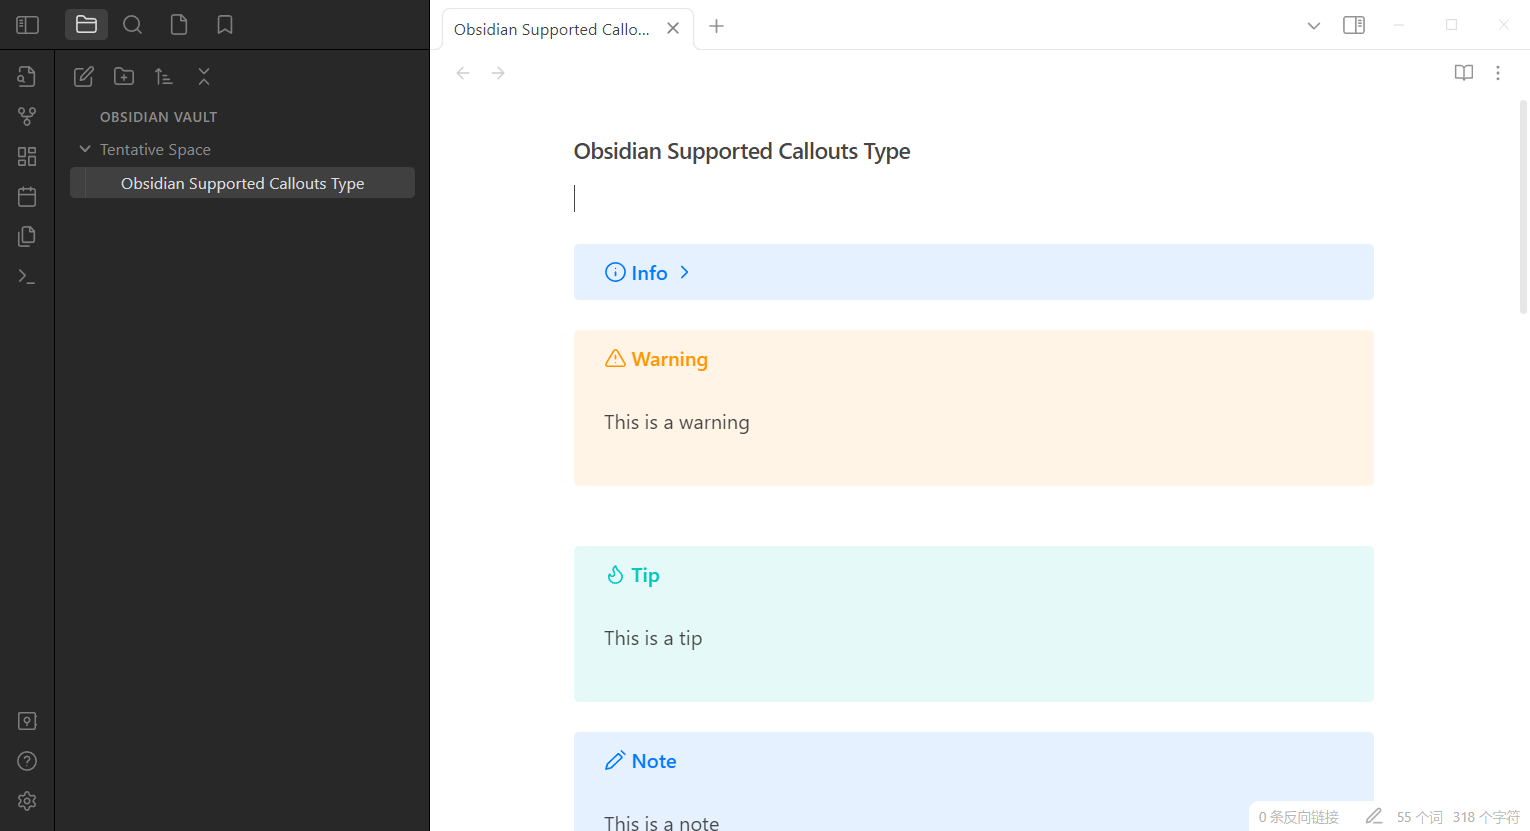 Obsidian Supported Callo...
OBSIDIAN VAULT
Tentative Space
Obsidian Supported Callouts Type
Obsidian Supported Callouts Type
Info
Warning
This is a warning
Tip
This is a tip
Note
This is a note
0 条反向链接
55 个词
318 个字符